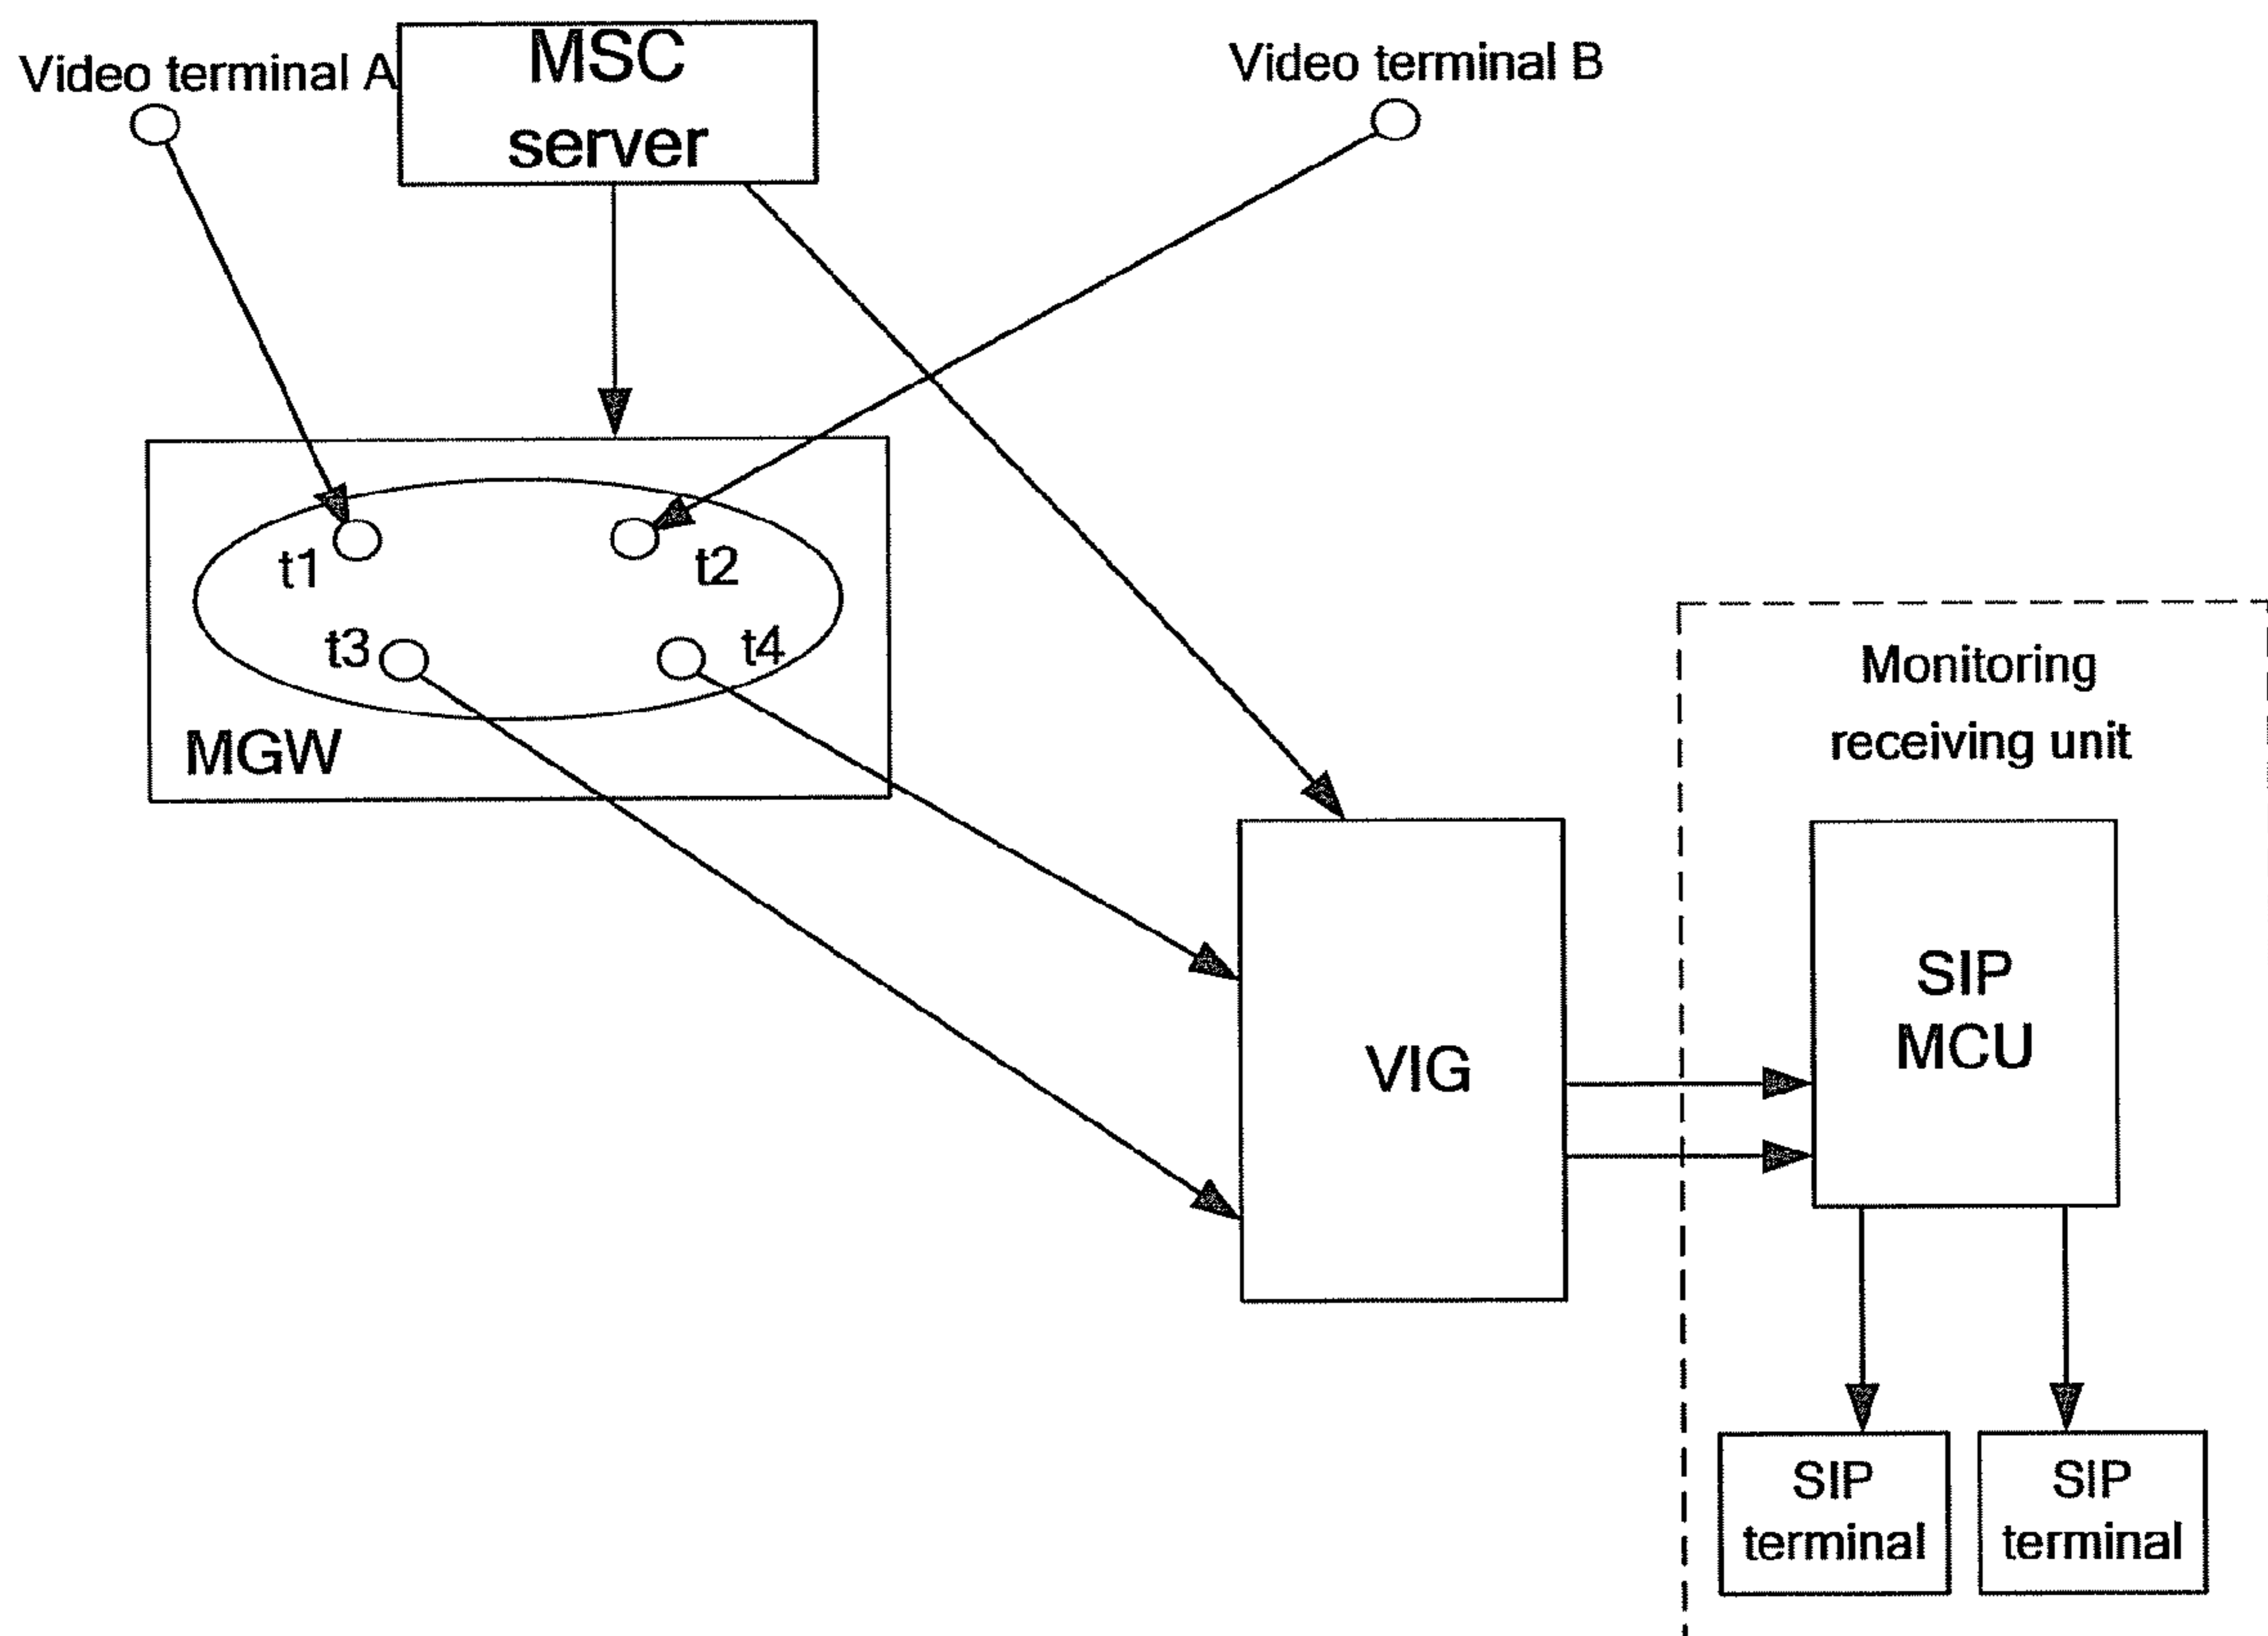 Video terminal A
MSC
server
Video terminal B
t1
t2
t3
t4
MGW
Monitoring
receiving unit
VIG
SIP
MCU
SIP
terminal
SIP
terminal